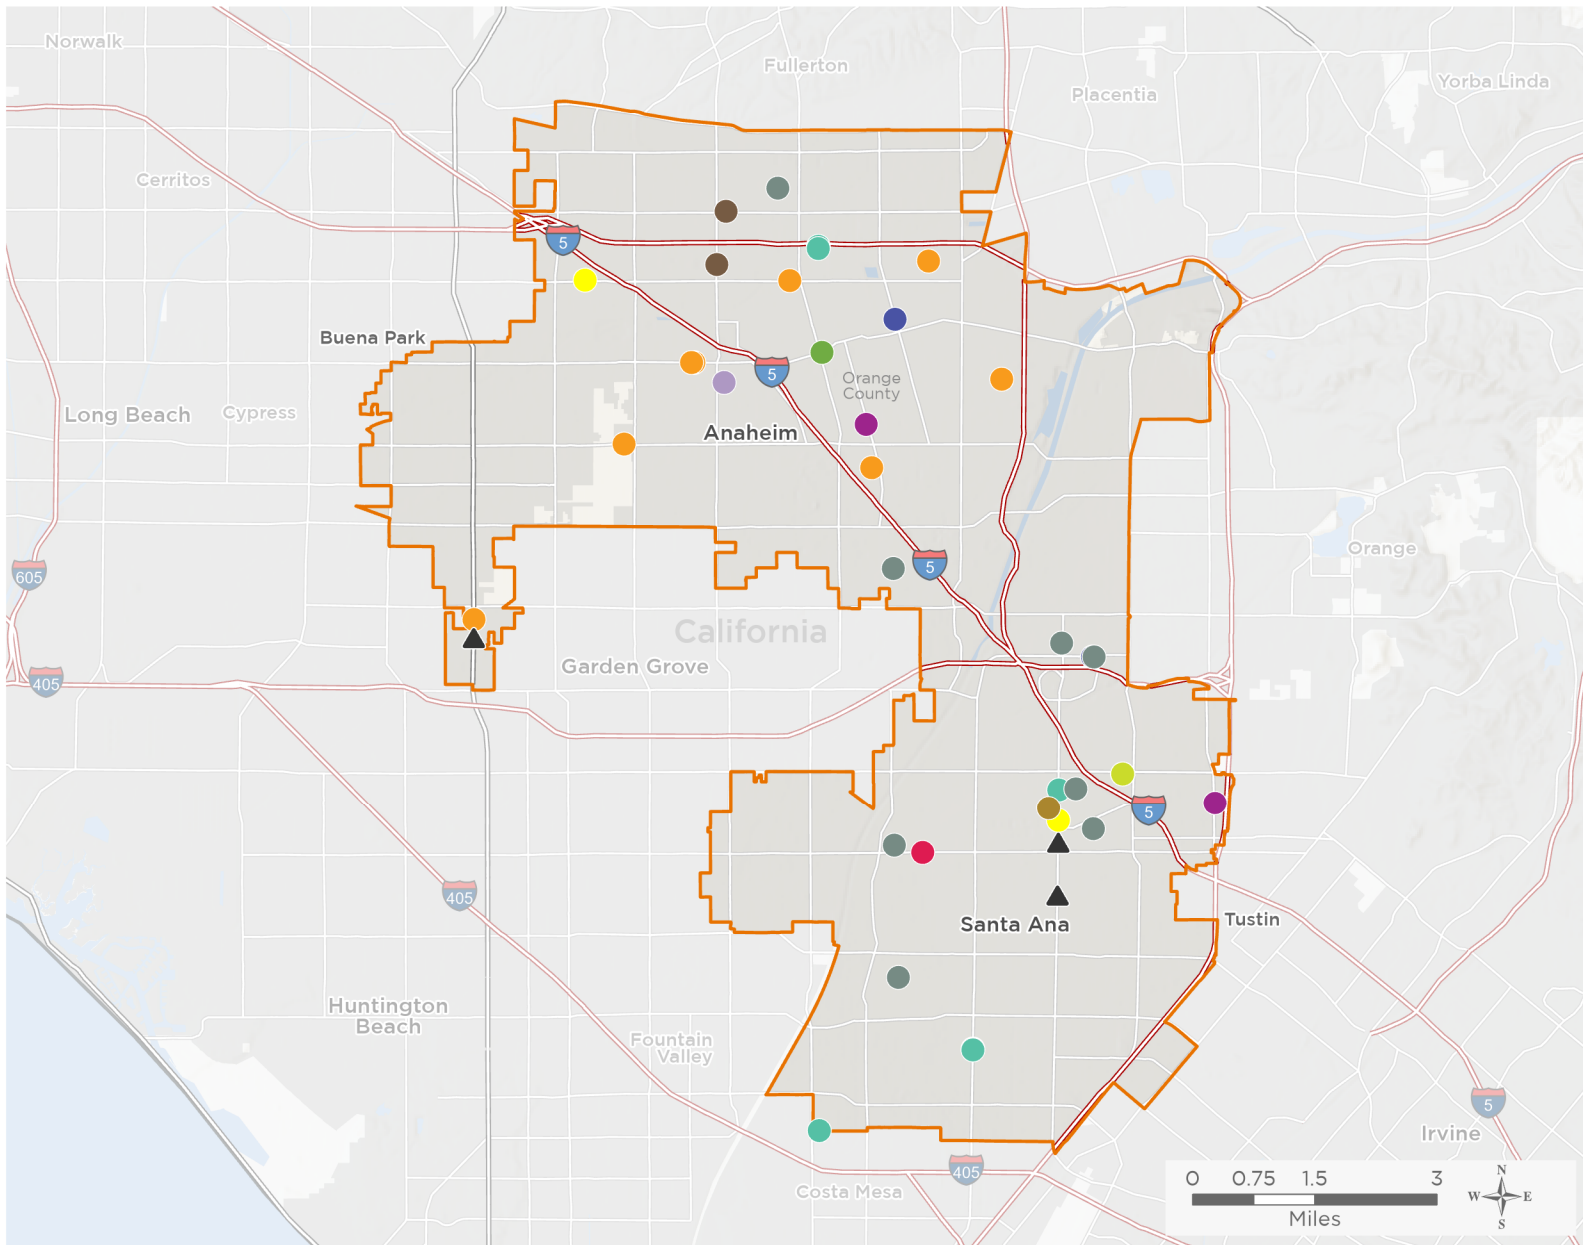 Norwalk
Fullerton
Placentia
Yorba Linda
Cerritos
5
Buena Park
5
Orange
County
Long Beach
Cypress
Anaheim
Orange
5
605
California
Garden Grove
405
5
405
Santa Ana
Tustin
Huntington
Beach
Fountain
Valley
5
Irvine
405
Costa Mesa
0 0.75 1.5 3
Miles
N
W E
S